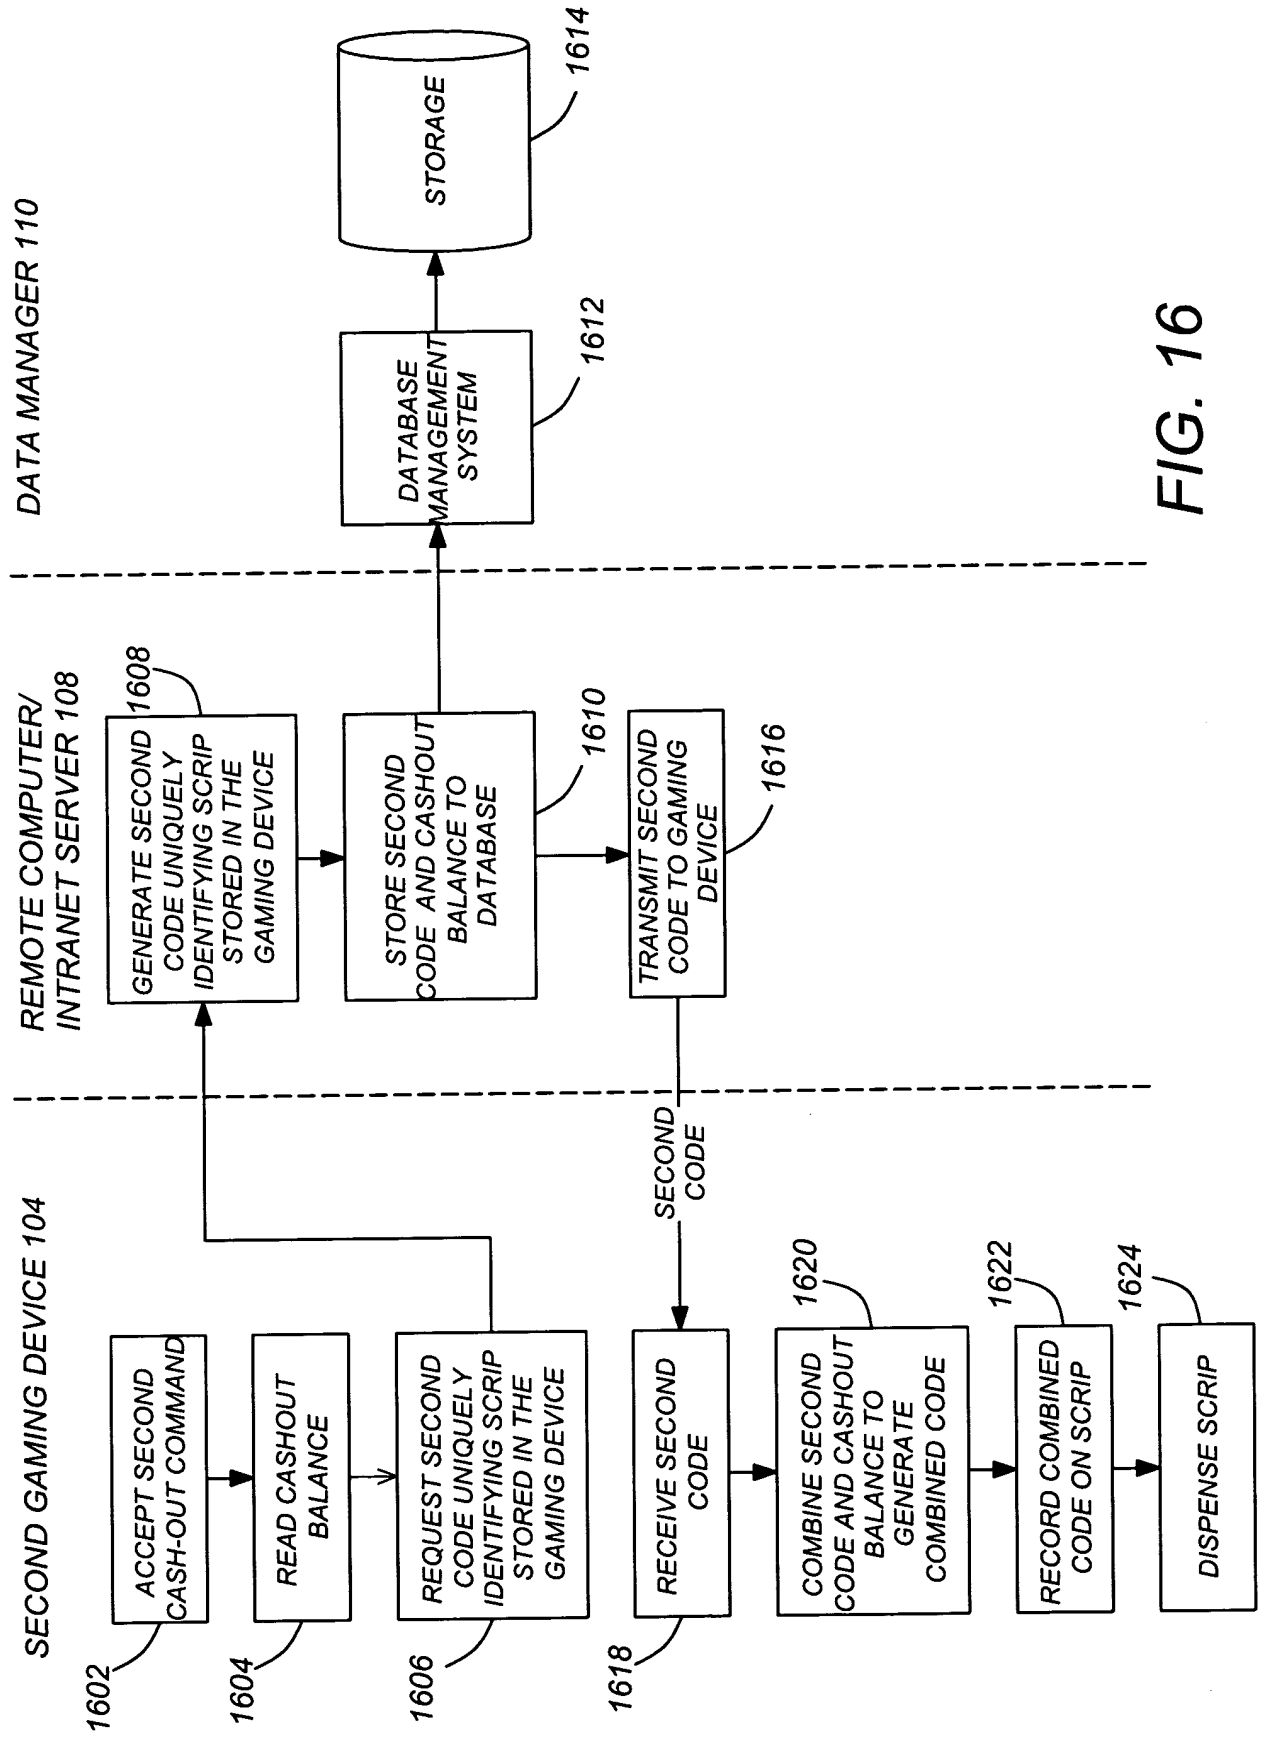 SECOND GAMING DEVICE 104
REMOTE COMPUTER/
INTRANET SERVER 108
DATA MANAGER 110
1602
ACCEPT SECOND
CASH-OUT COMMAND
1604
READ CASHOUT
BALANCE
1606
REQUEST SECOND
CODE UNIQUELY
IDENTIFYING SCRIP
STORED IN THE
GAMING DEVICE
1608
GENERATE SECOND
CODE UNIQUELY
IDENTIFYING SCRIP
STORED IN THE
GAMING DEVICE
STORE SECOND
CODE AND CASHOUT
BALANCE TO
DATABASE
1610
DATABASE
MANAGEMENT
SYSTEM
1612
STORAGE
1614
TRANSMIT SECOND
CODE TO GAMING
DEVICE
1616
SECOND
CODE
1618
RECEIVE SECOND
CODE
COMBINE SECOND
CODE AND CASHOUT
BALANCE TO
GENERATE
COMBINED CODE
1620
RECORD COMBINED
CODE ON SCRIP
1622
DISPENSE SCRIP
1624
FIG. 16